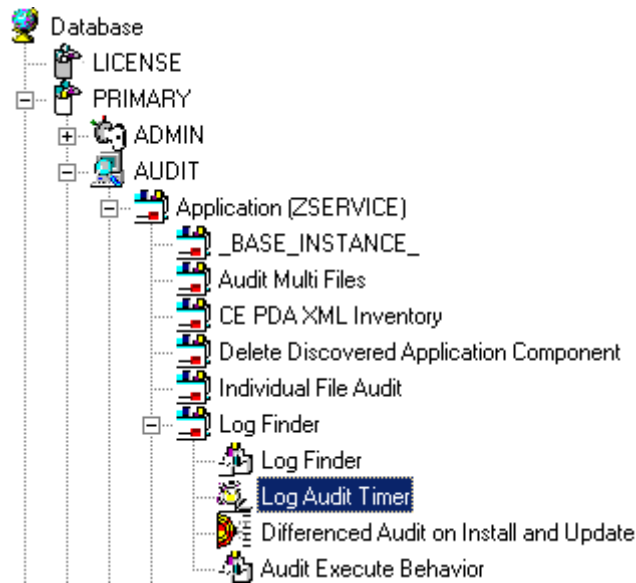 Database
LICENSE
PRIMARY
ADMIN
AUDIT
Application (ZSERVICE)
_BASE_INSTANCE_
Audit Multi Files
CE PDA XML Inventory
Delete Discovered Application Component
Individual File Audit
Log Finder
Log Finder
Log Audit Timer
Differenced Audit on Install and Update
Audit Execute Behavior